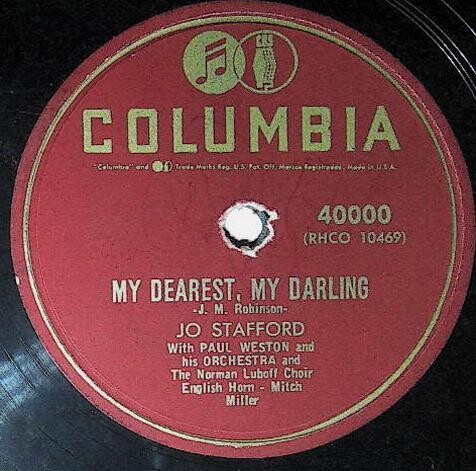 COLUMBIA
"Columbia" and Trade Marks Reg. U.S. Pat. Off. Marcas Registradas. Made in U.S.A.
40000
(RHCO 10469)
MY DEAREST, MY DARLING
-J. M. Robinson-
JO STAFFORD
With PAUL WESTON and
his ORCHESTRA and
The Norman Luboff Choir
English Horn - Mitch
Miller